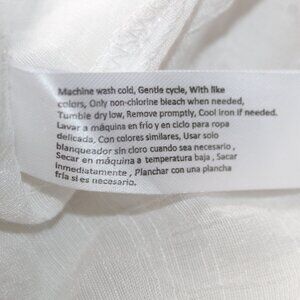 Machine wash cold, Gentle cycle, With like
colors, Only non-chlorine bleach when needed,
Tumble dry low, Remove promptly, Cool iron if needed.
Lavar a máquina en frío y en ciclo para ropa
delicada, Con colores similares, Usar solo
blanqueador sin cloro cuando sea necesario ,
Secar en máquina a temperatura baja , Sacar
inmediatamente , Planchar con una plancha
fría si es necesario.